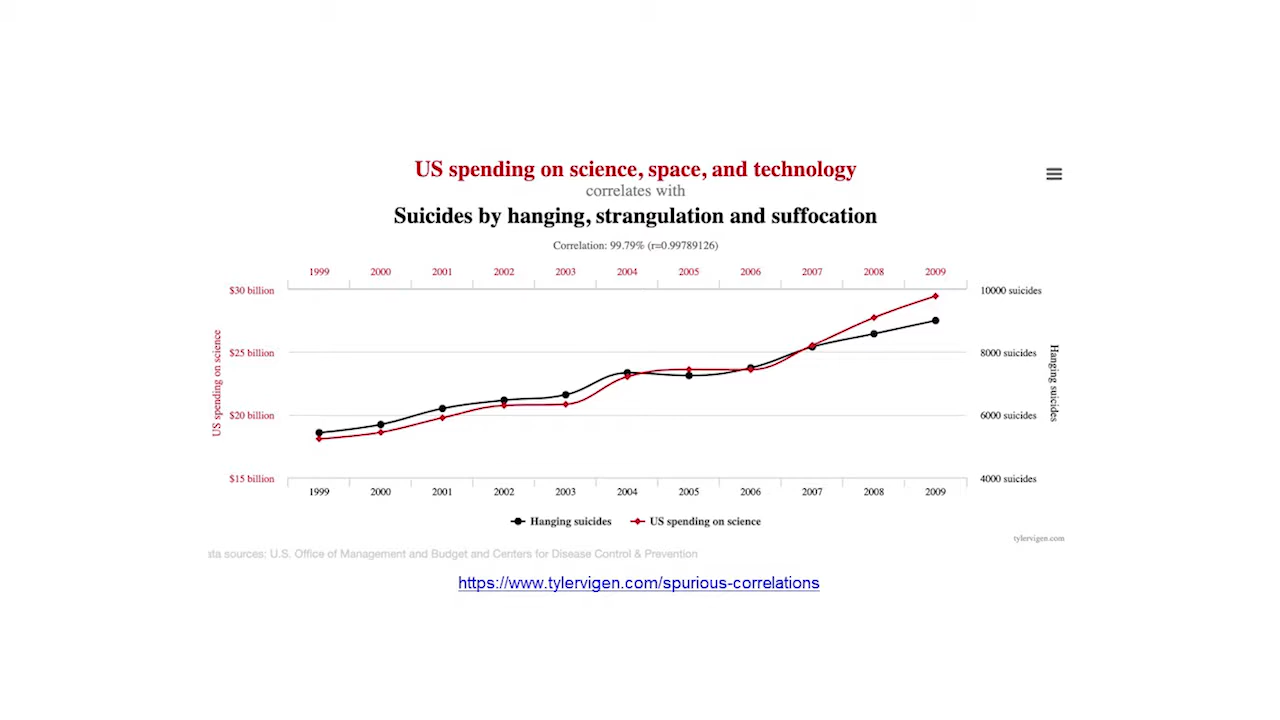 US spending on science, space, and technology
correlates with
Suicides by hanging, strangulation and suffocation
Correlation: 99.79% (r=0.99789126)
1999 2000 2001 2002 2003 2004 2005 2006 2007 2008 2009
$30 billion
$25 billion
$20 billion
$15 billion
US spending on science
10000 suicides
8000 suicides
6000 suicides
4000 suicides
Hanging suicides
1999 2000 2001 2002 2003 2004 2005 2006 2007 2008 2009
Hanging suicides US spending on science
tylervigen.com
ata sources: U.S. Office of Management and Budget and Centers for Disease Control & Prevention
https://www.tylervigen.com/spurious-correlations